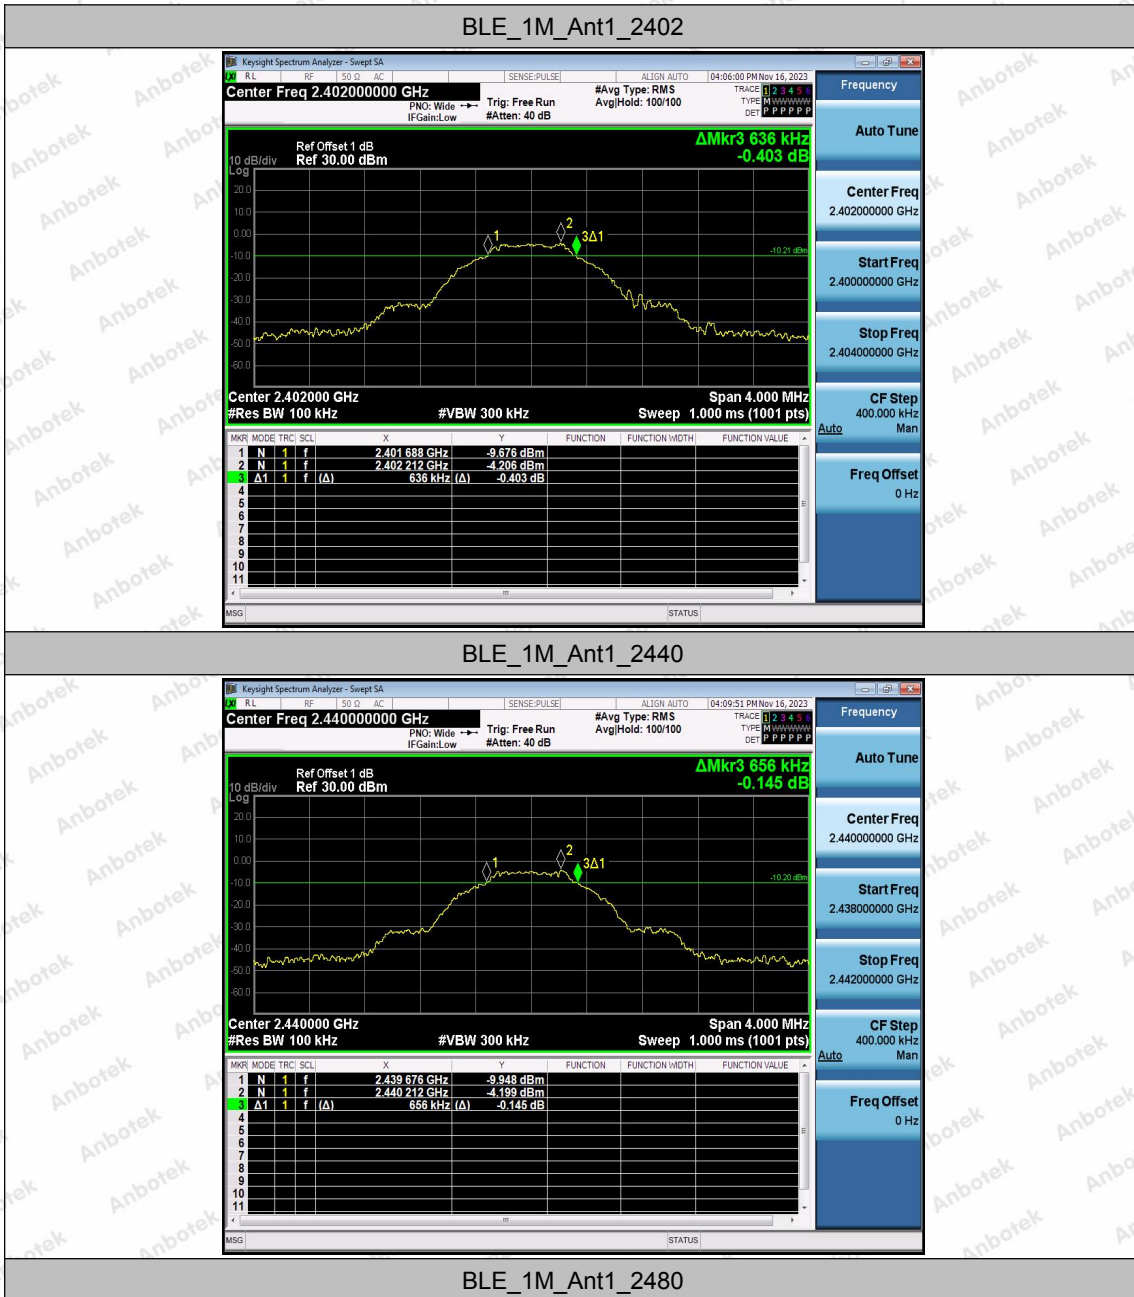 BLE_1M_Ant1_2402
Keysight Spectrum Analyzer - Swept SA
RL RF 50 Ω AC SENSE:PULSE ALIGN AUTO 04:06:00 PM Nov 16, 2023
Center Freq 2.402000000 GHz #Avg Type: RMS TRACE 1 2 3 4 5 6
PNO: Wide Trig: Free Run Avg|Hold: 100/100 TYPE M WWWWW
IFGain:Low #Atten: 40 dB DET P P P P P P
Ref Offset 1 dB ΔMkr3 636 kHz
10 dB/div Ref 30.00 dBm -0.403 dB
Log
20.0
10.0
0.00
-10.0
-20.0
-30.0
-40.0
-50.0
-60.0
1
2
3Δ1
-10.21 dBm
Center 2.402000 GHz Span 4.000 MHz
#Res BW 100 kHz #VBW 300 kHz Sweep 1.000 ms (1001 pts)
MKR MODE TRC SCL X Y FUNCTION FUNCTION WIDTH FUNCTION VALUE
1 N 1 f 2.401 688 GHz -9.676 dBm
2 N 1 f 2.402 212 GHz -4.206 dBm
3 Δ1 1 f (Δ) 636 kHz (Δ) -0.403 dB
4
5
6
7
8
9
10
11
MSG STATUS
Frequency
Auto Tune
Center Freq
2.402000000 GHz
Start Freq
2.400000000 GHz
Stop Freq
2.404000000 GHz
CF Step
400.000 kHz
Auto Man
Freq Offset
0 Hz
BLE_1M_Ant1_2440
Keysight Spectrum Analyzer - Swept SA
RL RF 50 Ω AC SENSE:PULSE ALIGN AUTO 04:09:51 PM Nov 16, 2023
Center Freq 2.440000000 GHz #Avg Type: RMS TRACE 1 2 3 4 5 6
PNO: Wide Trig: Free Run Avg|Hold: 100/100 TYPE M WWWWW
IFGain:Low #Atten: 40 dB DET P P P P P P
Ref Offset 1 dB ΔMkr3 656 kHz
10 dB/div Ref 30.00 dBm -0.145 dB
Log
20.0
10.0
0.00
-10.0
-20.0
-30.0
-40.0
-50.0
-60.0
1
2
3Δ1
-10.20 dBm
Center 2.440000 GHz Span 4.000 MHz
#Res BW 100 kHz #VBW 300 kHz Sweep 1.000 ms (1001 pts)
MKR MODE TRC SCL X Y FUNCTION FUNCTION WIDTH FUNCTION VALUE
1 N 1 f 2.439 676 GHz -9.948 dBm
2 N 1 f 2.440 212 GHz -4.199 dBm
3 Δ1 1 f (Δ) 656 kHz (Δ) -0.145 dB
4
5
6
7
8
9
10
11
MSG STATUS
Frequency
Auto Tune
Center Freq
2.440000000 GHz
Start Freq
2.438000000 GHz
Stop Freq
2.442000000 GHz
CF Step
400.000 kHz
Auto Man
Freq Offset
0 Hz
BLE_1M_Ant1_2480
Anbotek